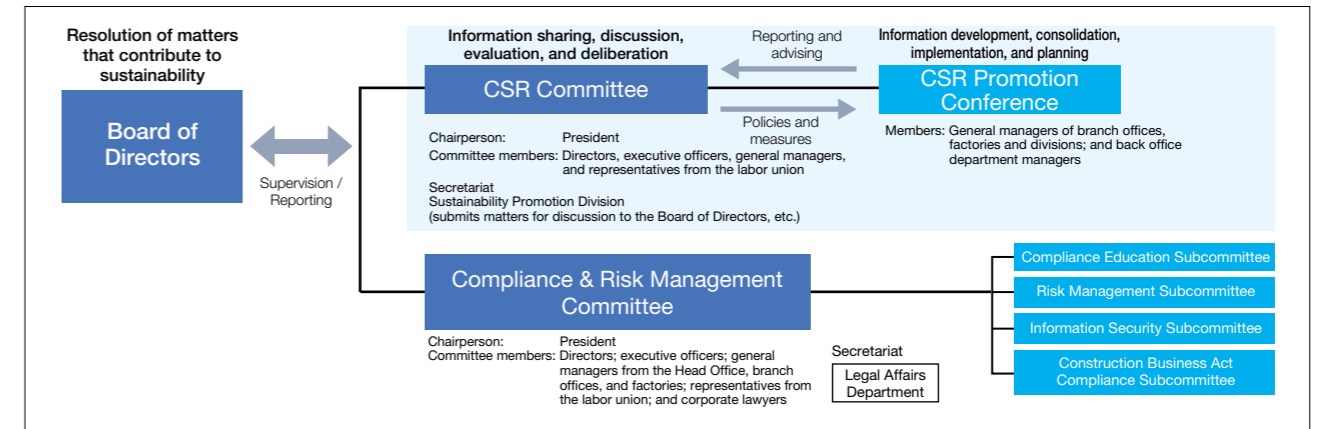 Resolution of matters
that contribute to
sustainability
Board of
Directors
Supervision /
Reporting
Information sharing, discussion,
evaluation, and deliberation
CSR Committee
Chairperson: President
Committee members: Directors, executive officers, general managers,
and representatives from the labor union
Secretariat
Sustainability Promotion Division
(submits matters for discussion to the Board of Directors, etc.)
Reporting and
advising
Policies and
measures
Information development, consolidation,
implementation, and planning
CSR Promotion
Conference
Members: General managers of branch offices,
factories and divisions; and back office
department managers
Compliance & Risk Management
Committee
Chairperson: President
Committee members: Directors; executive officers; general
managers from the Head Office, branch
offices, and factories; representatives from
the labor union; and corporate lawyers
Secretariat
Legal Affairs
Department
Compliance Education Subcommittee
Risk Management Subcommittee
Information Security Subcommittee
Construction Business Act
Compliance Subcommittee